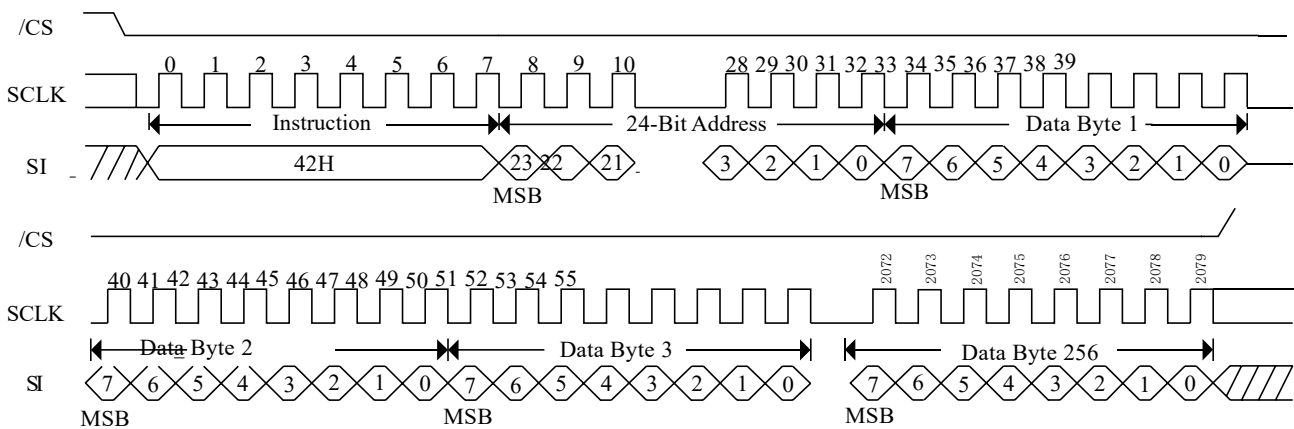 /CS
0 1 2 3 4 5 6 7 8 9 10 28 29 30 31 32 33 34 35 36 37 38 39
SCLK
Instruction 24-Bit Address Data Byte 1
SI 42H 23 22 21 3 2 1 0 7 6 5 4 3 2 1 0
MSB MSB
/CS
40 41 42 43 44 45 46 47 48 49 50 51 52 53 54 55 2072 2073 2074 2075 2076 2077 2078 2079
SCLK
Data Byte 2 Data Byte 3 Data Byte 256
SI 7 6 5 4 3 2 1 0 7 6 5 4 3 2 1 0 7 6 5 4 3 2 1 0
MSB MSB MSB